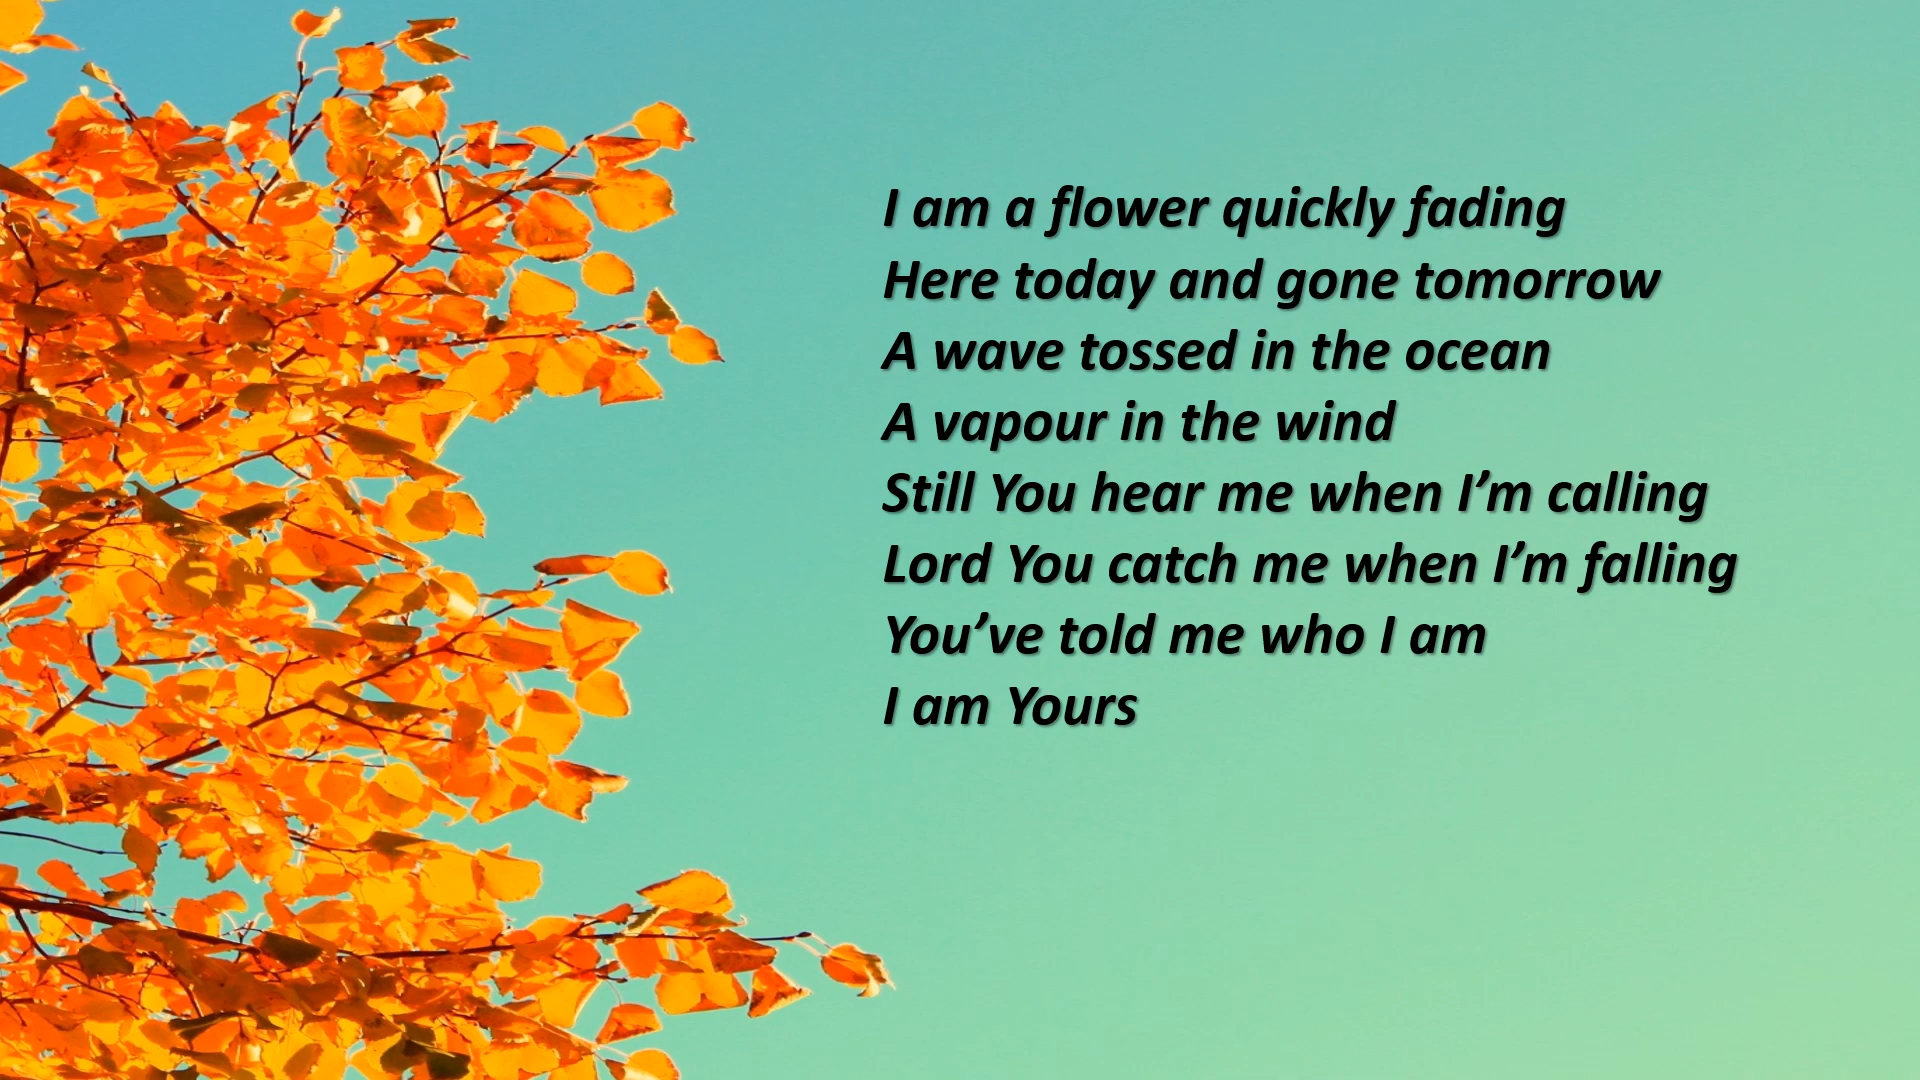 I am a flower quickly fading
Here today and gone tomorrow
A wave tossed in the ocean
A vapour in the wind
Still You hear me when I’m calling
Lord You catch me when I’m falling
You’ve told me who I am
I am Yours